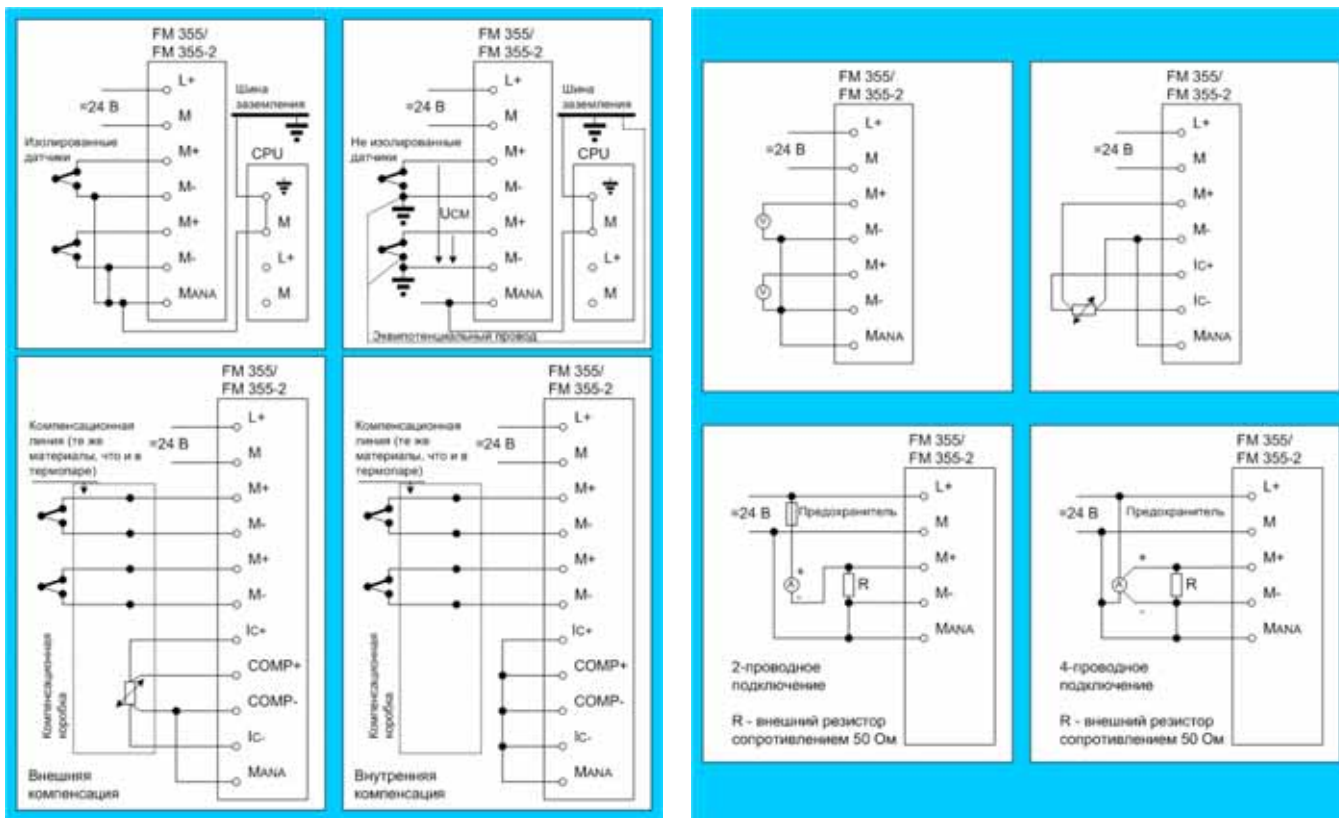 FM 355/
FM 355-2
L+
=24 В
M
Шина
заземления
Изолированные
датчики
M+
CPU
M-
M+
M
M-
L+
MANA
M
FM 355/
FM 355-2
L+
=24 В
M
Шина
заземления
Не изолированные
датчики
M+
CPU
M-
UCM
M+
M
M-
L+
MANA
M
Эквипотенциальный провод
FM 355/
FM 355-2
L+
=24 В
M
M+
M-
M+
M-
MANA
FM 355/
FM 355-2
L+
=24 В
M
M+
M-
IC+
IC-
MANA
FM 355/
FM 355-2
L+
Компенсационная
линия (те же
материалы, что и в
термопаре)
=24 В
M
M+
M-
M+
M-
IC+
COMP+
COMP-
IC-
MANA
Компенсационная
коробка
Внешняя
компенсация
FM 355/
FM 355-2
L+
Компенсационная
линия (те же
материалы, что и в
термопаре)
=24 В
M
M+
M-
M+
M-
IC+
COMP+
COMP-
IC-
MANA
Компенсационная
коробка
Внутренняя
компенсация
FM 355/
FM 355-2
L+
=24 В
Предохранитель
M
M+
+
A
-
R
M-
MANA
2-проводное
подключение
R - внешний резистор
сопротивлением 50 Ом
FM 355/
FM 355-2
L+
=24 В
Предохранитель
M
M+
+
A
-
R
M-
MANA
4-проводное
подключение
R - внешний резистор
сопротивлением 50 Ом